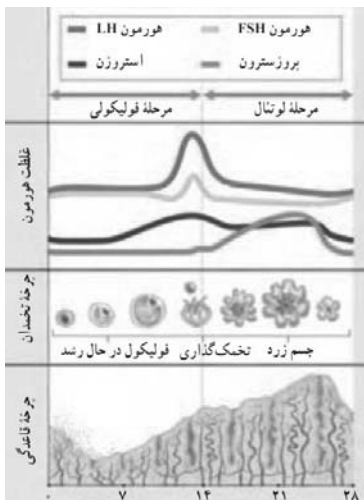 هورمون LH
هورمون FSH
استروژن
پروژسترون
مرحلهٔ فولیکولی
مرحلهٔ لوتئال
غلظت هورمون
چرخهٔ تخمدان
فولیکول در حال رشد
تخمک‌گذاری
جسم زرد
چرخهٔ قاعدگی
۰ ۷ ۱۴ ۲۱ ۲۸